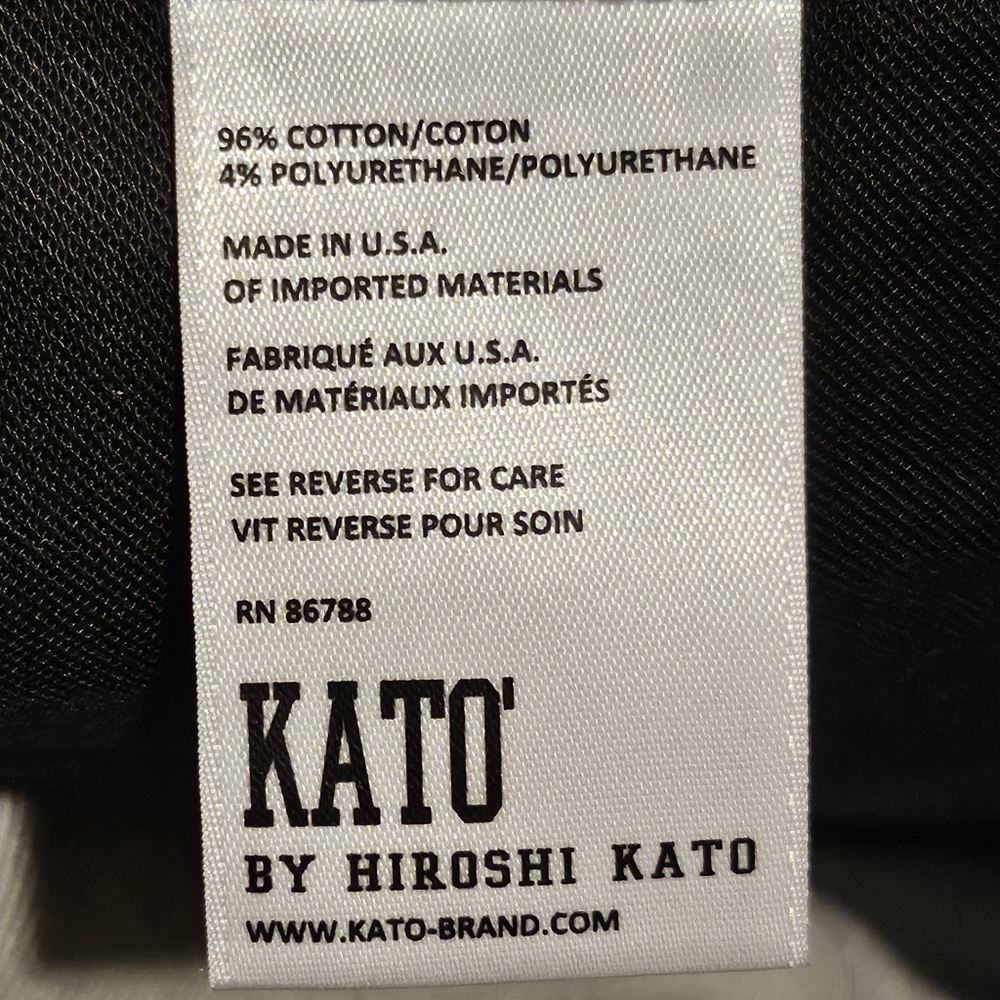 96% COTTON/COTON
4% POLYURETHANE/POLYURETHANE
MADE IN U.S.A.
OF IMPORTED MATERIALS
FABRIQUÉ AUX U.S.A.
DE MATÉRIAUX IMPORTÉS
SEE REVERSE FOR CARE
VIT REVERSE POUR SOIN
RN 86788
KATO'
BY HIROSHI KATO
WWW.KATO-BRAND.COM